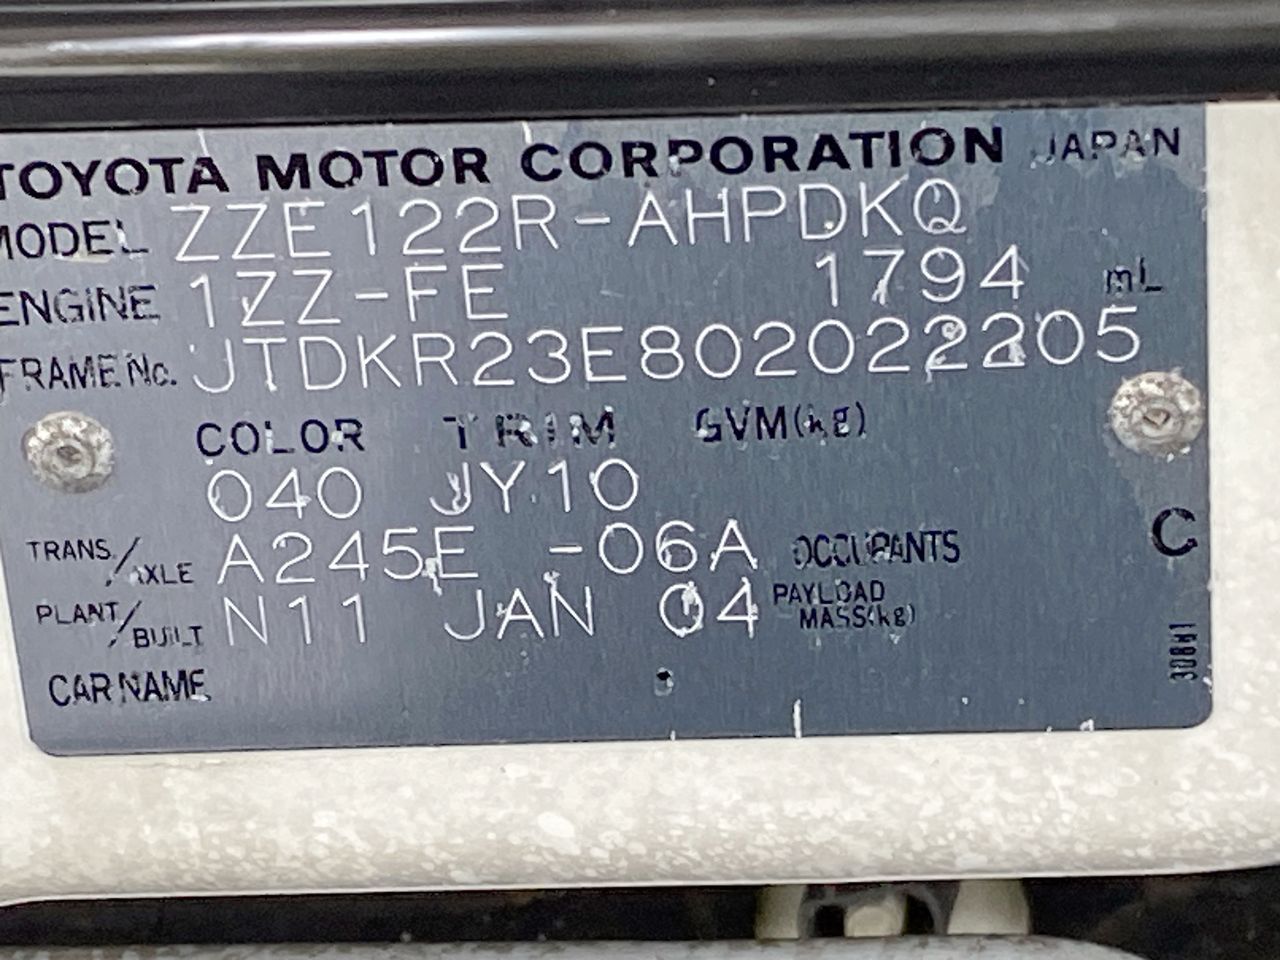 TOYOTA MOTOR CORPORATION JAPAN
MODEL ZZE122R-AHPDKQ
ENGINE 1ZZ-FE 1794 mL
FRAME No. JTDKR23E802022205
COLOR TRIM GVM(kg)
040 JY10
TRANS./AXLE A245E -06A OCCUPANTS
C
PLANT/BUILT N11 JAN 04 PAYLOAD MASS(kg)
CAR NAME